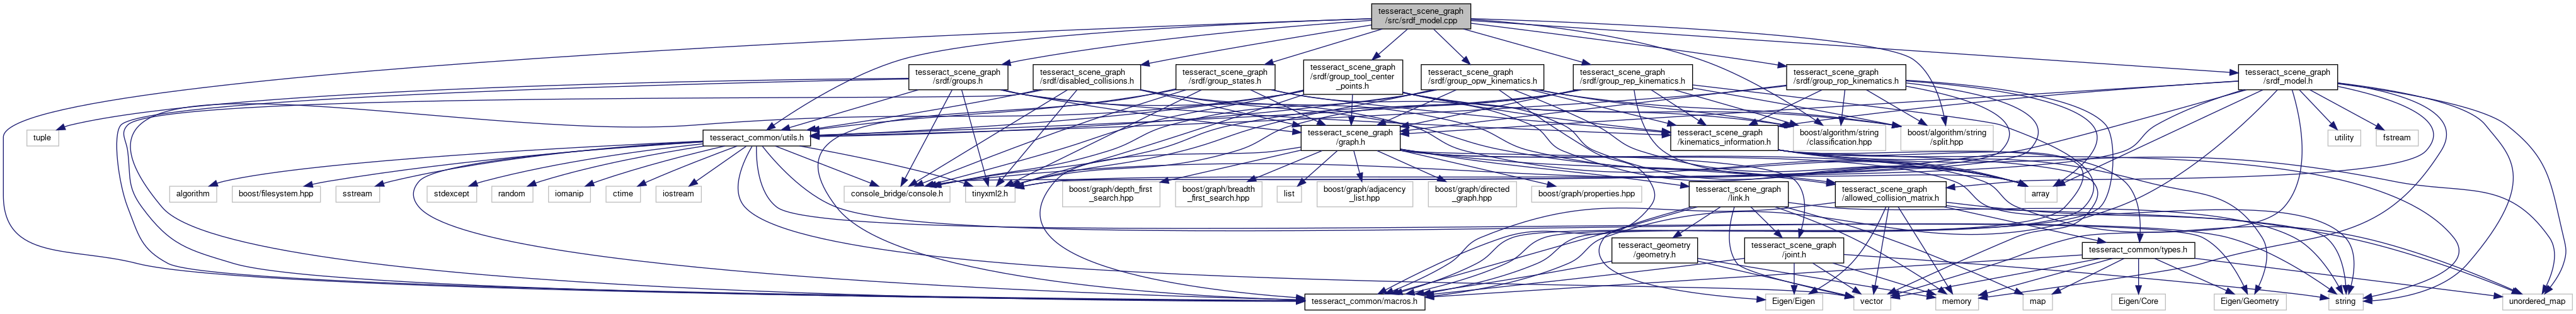 tesseract_scene_graph
/src/srdf_model.cpp
tesseract_scene_graph
/srdf/groups.h
tesseract_scene_graph
/srdf/disabled_collisions.h
tesseract_scene_graph
/srdf/group_states.h
tesseract_scene_graph
/srdf/group_tool_center
_points.h
tesseract_scene_graph
/srdf/group_opw_kinematics.h
tesseract_scene_graph
/srdf/group_rep_kinematics.h
tesseract_scene_graph
/srdf/group_rop_kinematics.h
tesseract_scene_graph
/srdf_model.h
tuple
tesseract_common/utils.h
tesseract_scene_graph
/graph.h
tesseract_scene_graph
/kinematics_information.h
boost/algorithm/string
/classification.hpp
boost/algorithm/string
/split.hpp
utility
fstream
algorithm
boost/filesystem.hpp
sstream
stdexcept
random
iomanip
ctime
iostream
console_bridge/console.h
tinyxml2.h
boost/graph/depth_first
_search.hpp
boost/graph/breadth
_first_search.hpp
list
boost/graph/adjacency
_list.hpp
boost/graph/directed
_graph.hpp
boost/graph/properties.hpp
tesseract_scene_graph
/link.h
tesseract_scene_graph
/allowed_collision_matrix.h
array
tesseract_geometry
/geometry.h
tesseract_scene_graph
/joint.h
tesseract_common/types.h
tesseract_common/macros.h
Eigen/Eigen
vector
memory
map
Eigen/Core
Eigen/Geometry
string
unordered_map